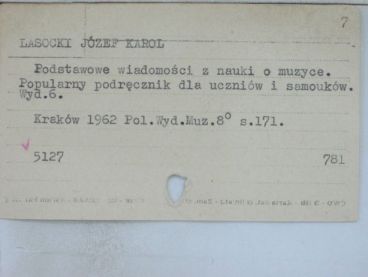 7
LASOCKI JÓZEF KAROL
Podstawowe wiadomości z nauki o muzyce.
Popularny podręcznik dla uczniów i samouków.
Wyd.6.
Kraków 1962 Pol.Wyd.Muz.8° s.171.
5127 781